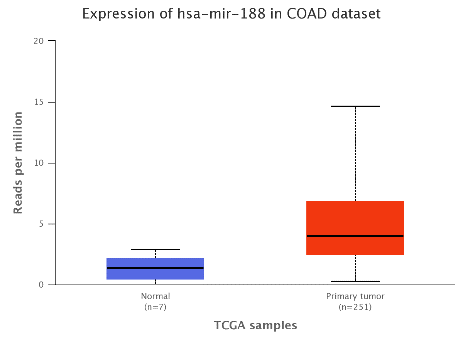 Expression of hsa-mir-188 in COAD dataset
20
15
10
5
0
Reads per million
Normal
(n=7)
Primary tumor
(n=251)
TCGA samples